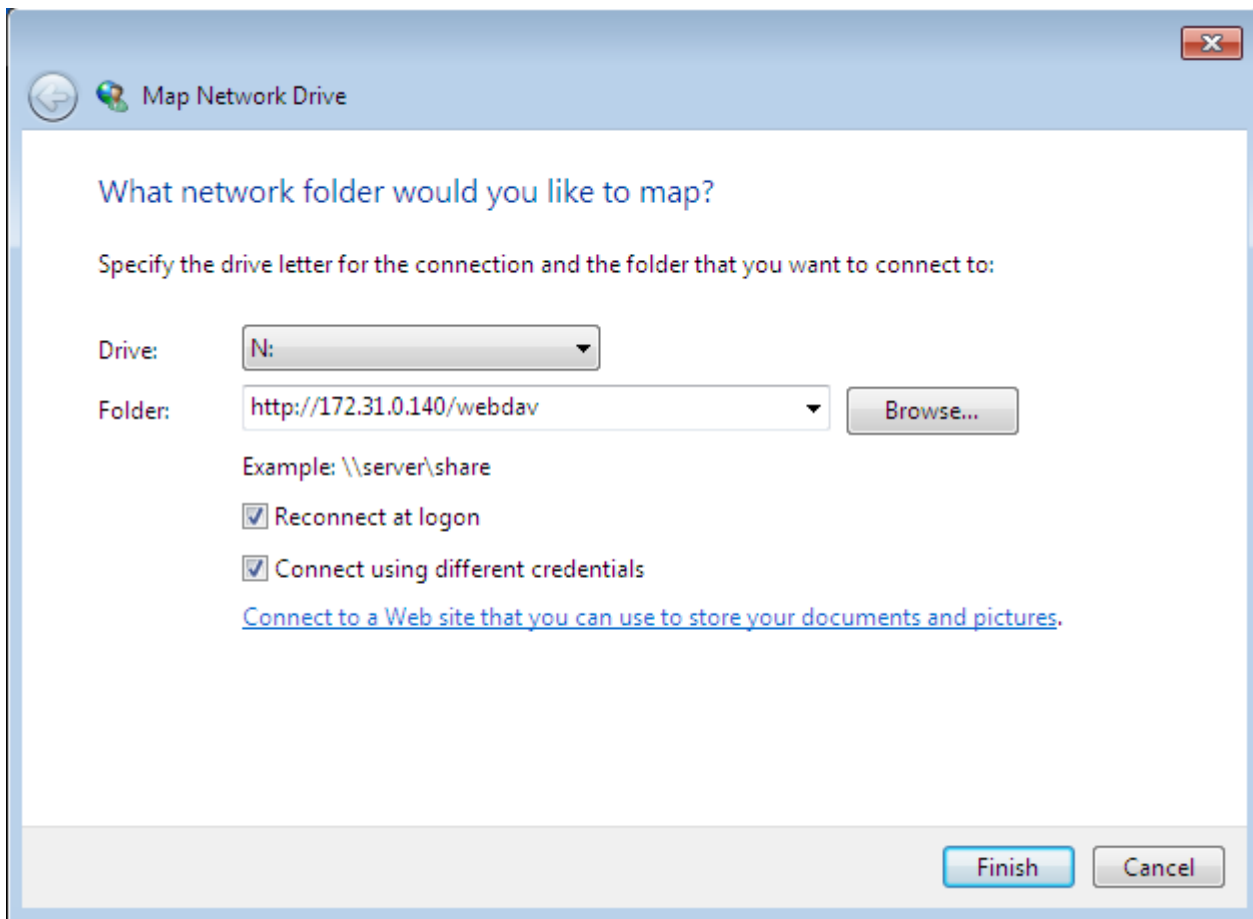 Map Network Drive
What network folder would you like to map?
Specify the drive letter for the connection and the folder that you want to connect to:
Drive: N:
Folder: http://172.31.0.140/webdav Browse...
Example: \\server\share
Reconnect at logon
Connect using different credentials
Connect to a Web site that you can use to store your documents and pictures.
Finish Cancel